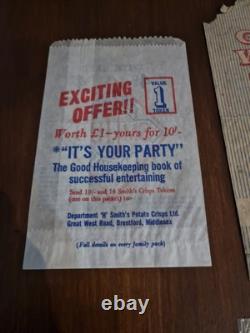 EXCITING
OFFER!!
VALUE
1
TOKEN
Worth £1-yours for 10/-
*"IT'S YOUR PARTY"
The Good Housekeeping book of
successful entertaining
Send 10/- and 16 Smith's Crisps Tokens
(one on this packet) to:-
Department 'H' Smith's Potato Crisps Ltd.
Great West Road, Brentford, Middlesex
(Full details on every family pack)